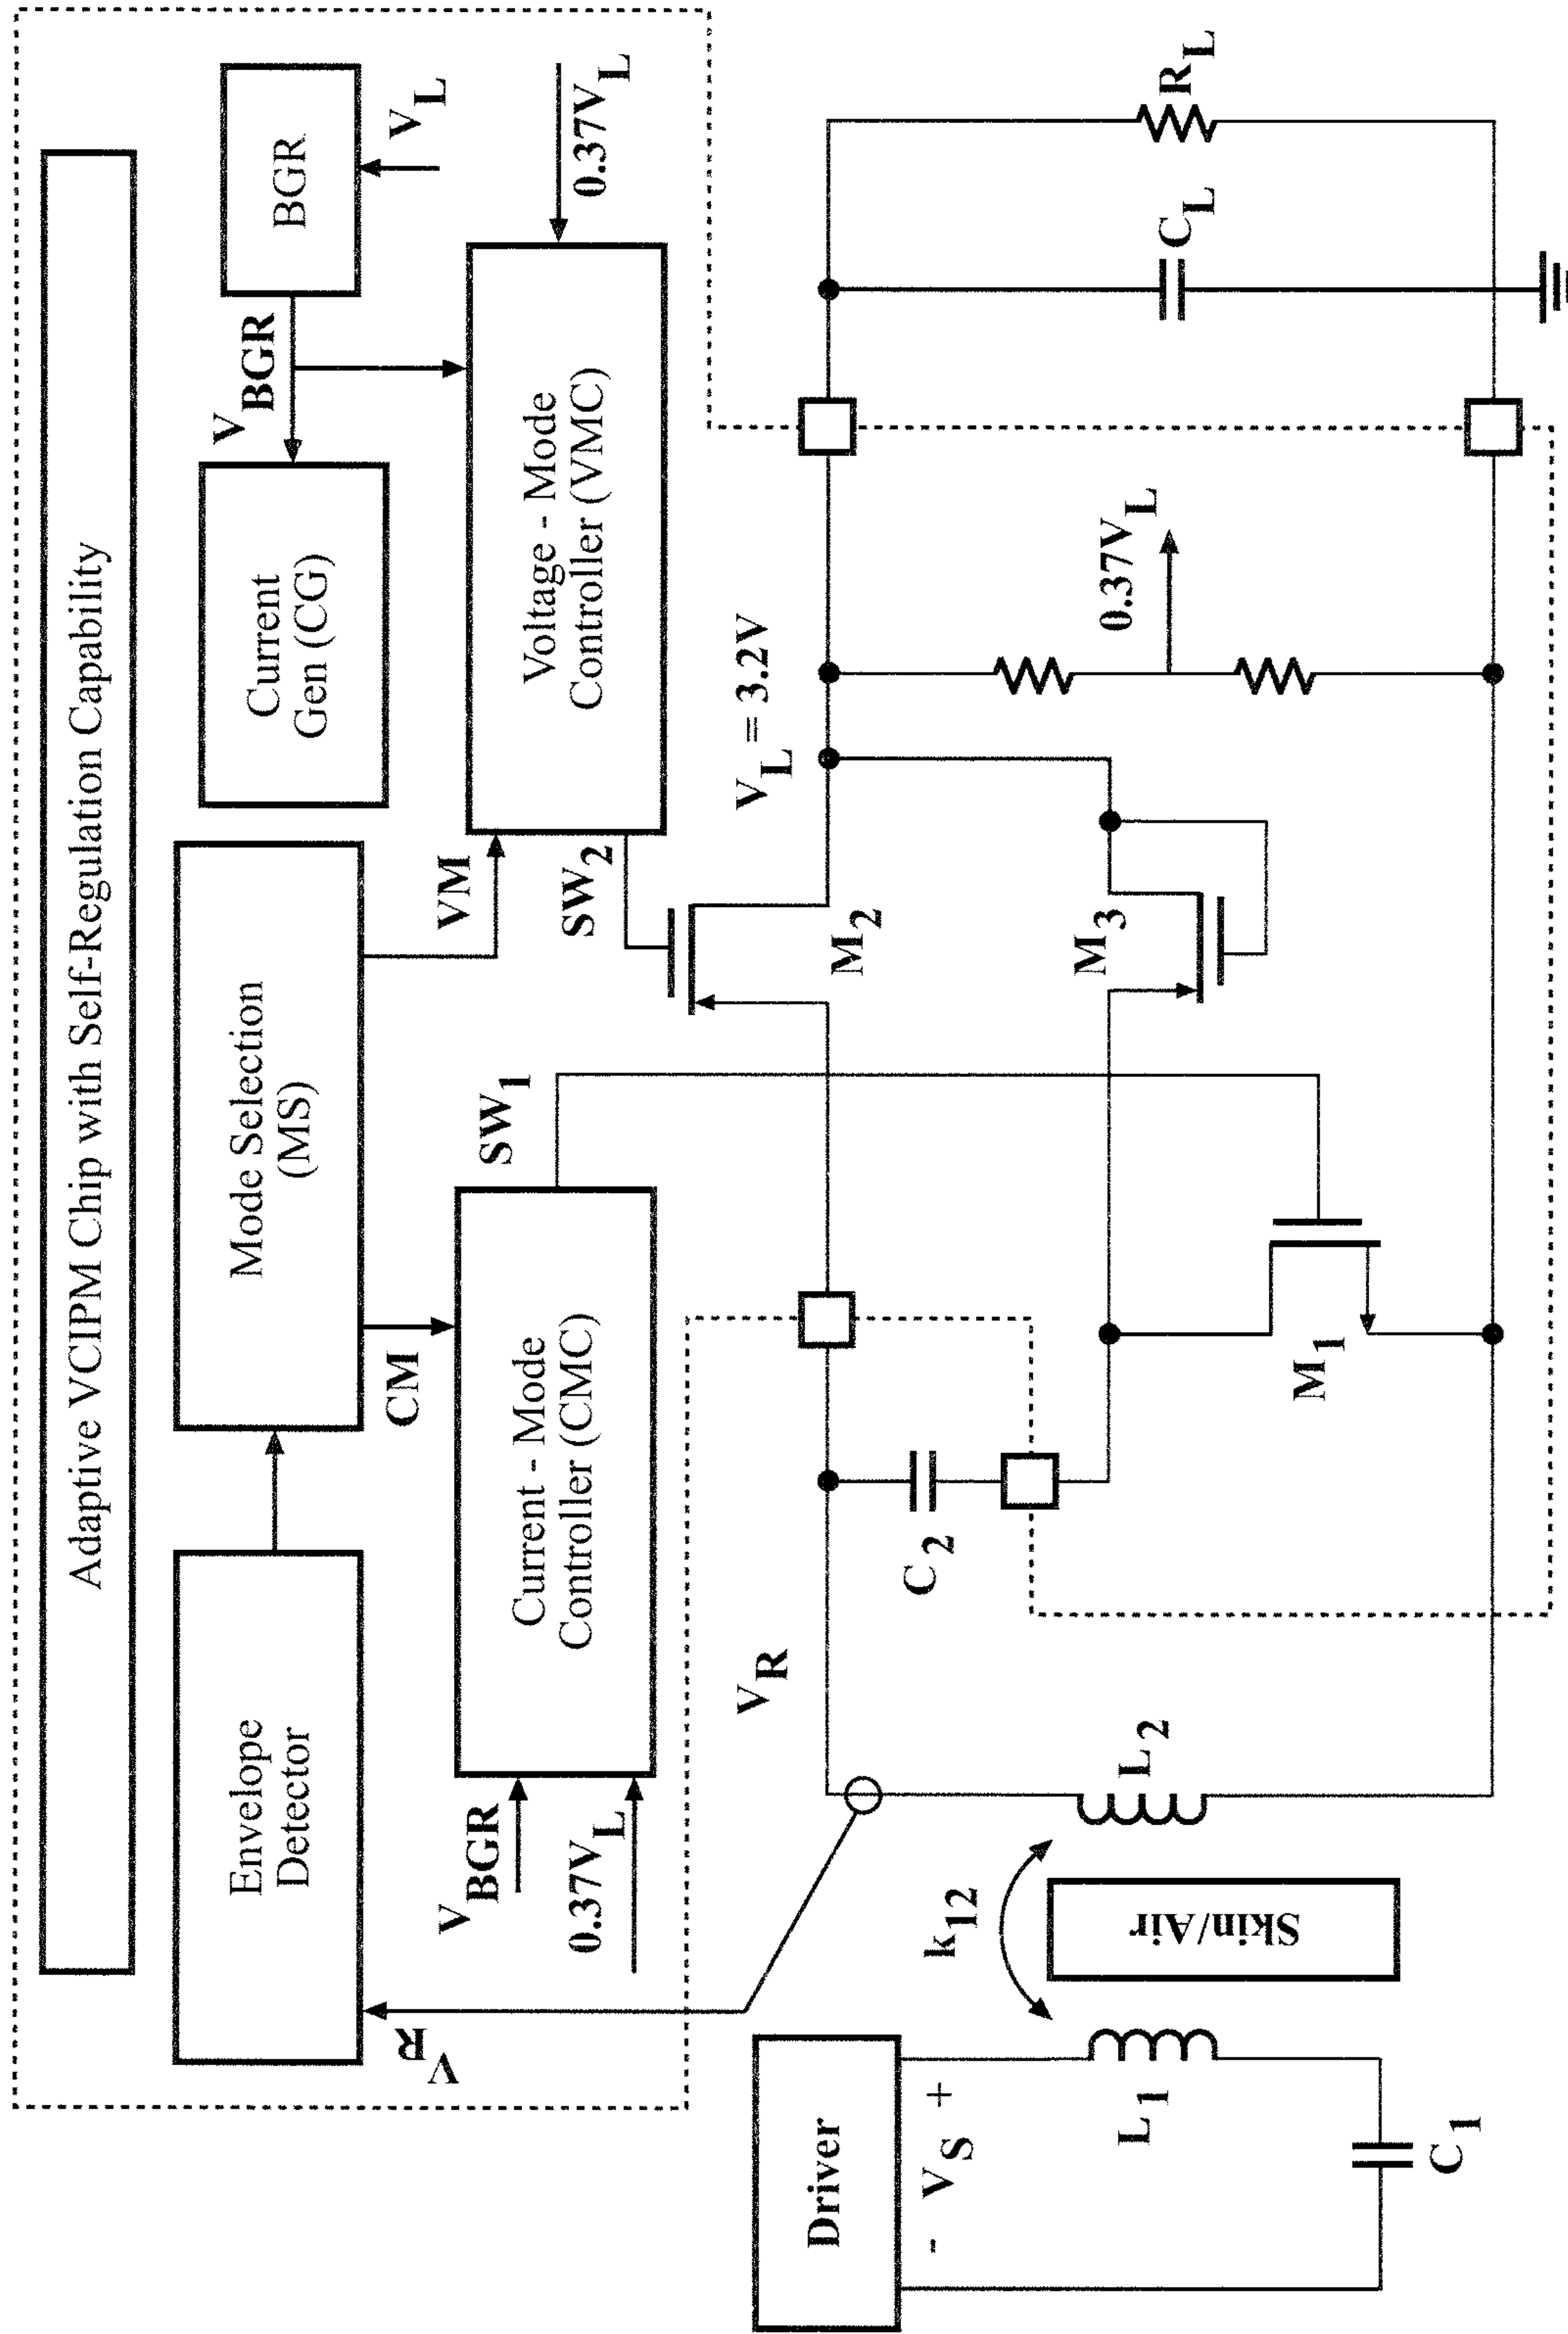 Adaptive VCIPM Chip with Self-Regulation Capability
Envelope
Detector
Mode Selection
(MS)
Current
Gen (CG)
BGR
V_BGR
V_L
V_R
CM
VM
V_BGR
0.37V_L
Current - Mode
Controller (CMC)
SW_1
SW_2
Voltage - Mode
Controller (VMC)
0.37V_L
Driver
- V_S +
V_R
V_L = 3.2V
k_12
C_2
M_2
L_1
Skin/Air
L_2
M_3
0.37V_L
C_L
R_L
M_1
C_1